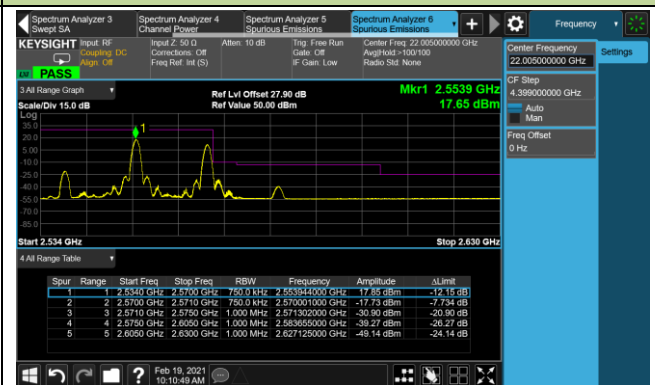 Spectrum Analyzer 3
Swept SA
Spectrum Analyzer 4
Channel Power
Spectrum Analyzer 5
Spurious Emissions
Spectrum Analyzer 6
Spurious Emissions
Frequency
KEYSIGHT
Input: RF
Coupling: DC
Align: Off
Input Z: 50 Ω
Corrections: Off
Freq Ref: Int (S)
Atten: 10 dB
Trig: Free Run
Gate: Off
IF Gain: Low
Center Freq: 22.005000000 GHz
Avg|Hold:>100/100
Radio Std: None
PASS
Center Frequency
22.005000000 GHz
Settings
CF Step
4.399000000 GHz
Auto
Man
Freq Offset
0 Hz
3 All Range Graph
Scale/Div 15.0 dB
Ref Lvl Offset 27.90 dB
Ref Value 50.00 dBm
Mkr1 2.5539 GHz
17.65 dBm
Log
35.0
20.0
5.00
-10.0
-25.0
-40.0
-55.0
-70.0
-85.0
1
Start 2.534 GHz
Stop 2.630 GHz
4 All Range Table
Spur Range Start Freq Stop Freq RBW Frequency Amplitude ΔLimit
1 1 2.5340 GHz 2.5700 GHz 750.0 kHz 2.553944000 GHz 17.85 dBm -12.15 dB
2 2 2.5700 GHz 2.5710 GHz 750.0 kHz 2.570001000 GHz -17.73 dBm -7.734 dB
3 3 2.5710 GHz 2.5750 GHz 1.000 MHz 2.571302000 GHz -30.90 dBm -20.90 dB
4 4 2.5750 GHz 2.6050 GHz 1.000 MHz 2.583655000 GHz -39.27 dBm -26.27 dB
5 5 2.6050 GHz 2.6300 GHz 1.000 MHz 2.627125000 GHz -49.14 dBm -24.14 dB
Feb 19, 2021
10:10:49 AM